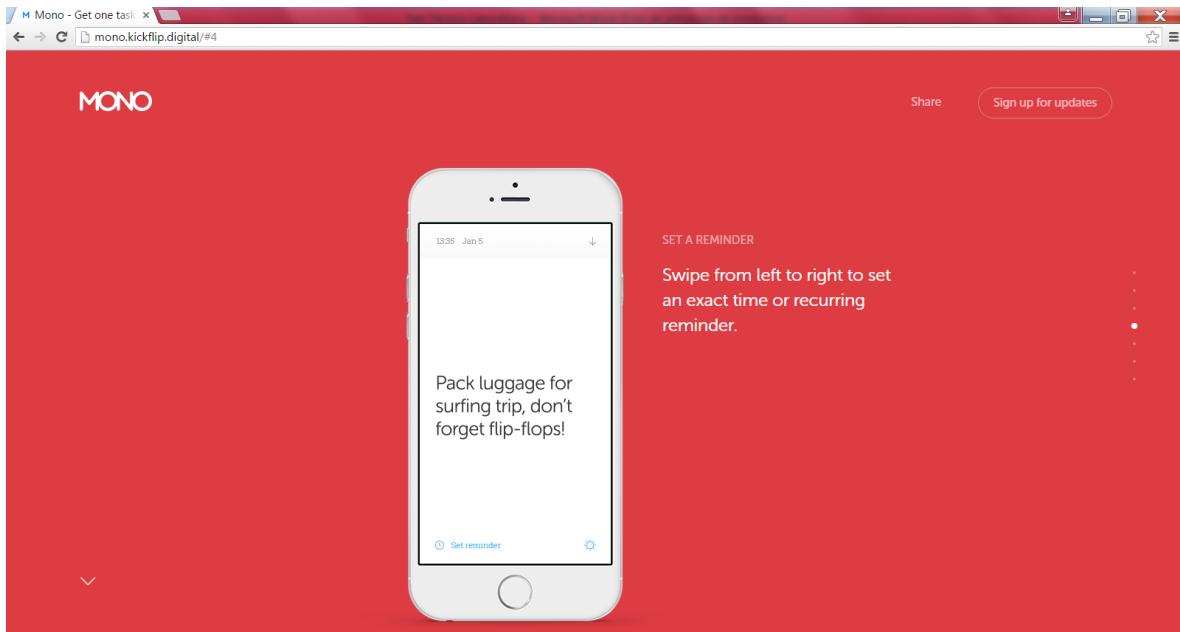 Mono - Get one task
mono.kickflip.digital/#4
MONO
Share
Sign up for updates
13:35 Jan 5
SET A REMINDER
Swipe from left to right to set
an exact time or recurring
reminder.
Pack luggage for
surfing trip, don't
forget flip-flops!
Set reminder